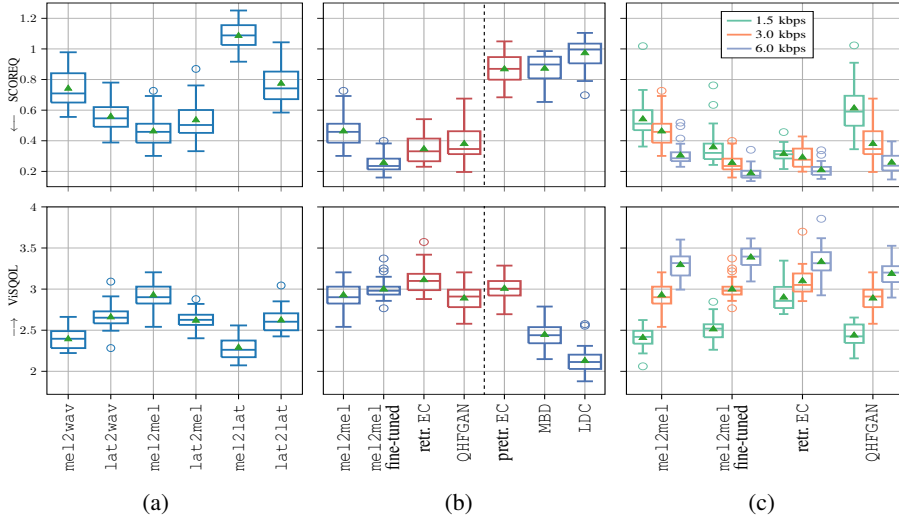 1.2
1
0.8
0.6
0.4
0.2
← SCOREQ
1.5 kbps
3.0 kbps
6.0 kbps
4
3.5
3
2.5
2
→ ViSQOL
mel2wav
lat2wav
mel2mel
lat2mel
mel2lat
lat2lat
mel2mel
mel2mel
fine-tuned
retr. EC
QHFGAN
pretr. EC
MBD
LDC
mel2mel
mel2mel
fine-tuned
retr. EC
QHFGAN
(a)
(b)
(c)